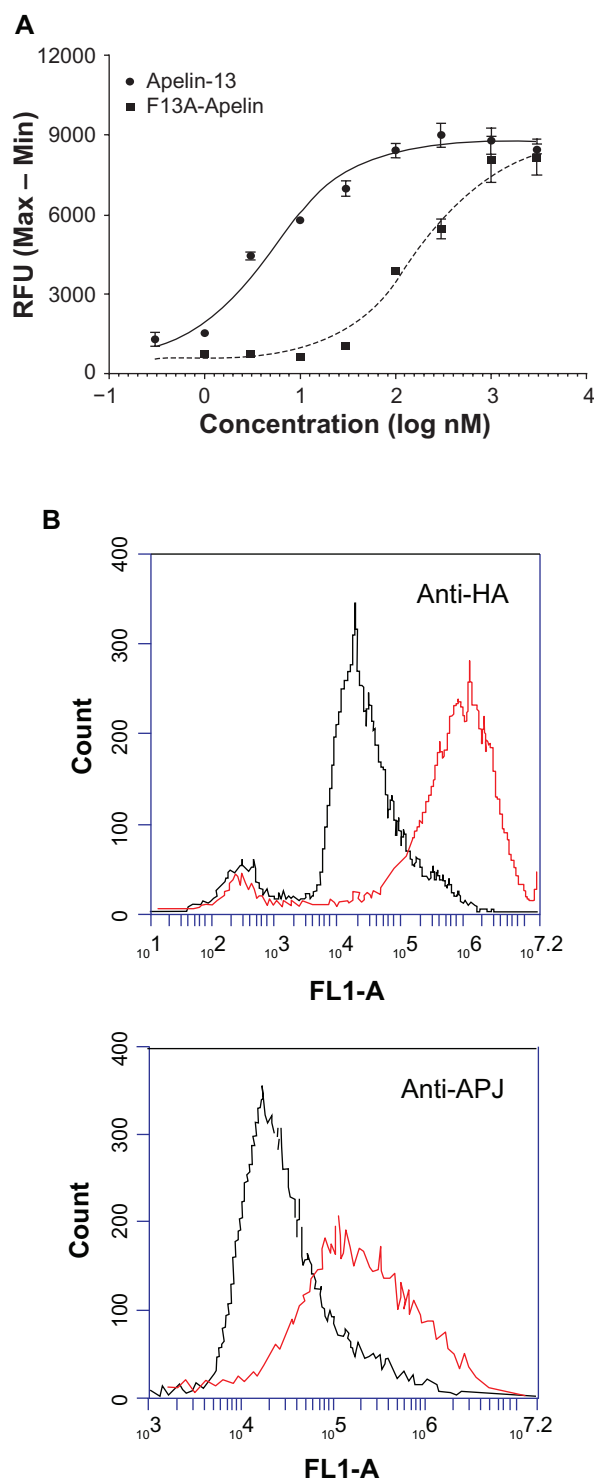 A
12000
9000
6000
3000
0
RFU (Max – Min)
Apelin-13
F13A-Apelin
−1 0 1 2 3 4
Concentration (log nM)
B
400
300
200
100
0
Count
Anti-HA
10 1 10 2 10 3 10 4 10 5 10 6 10 7.2
FL1-A
400
300
200
100
0
Count
Anti-APJ
10 3 10 4 10 5 10 6 10 7.2
FL1-A